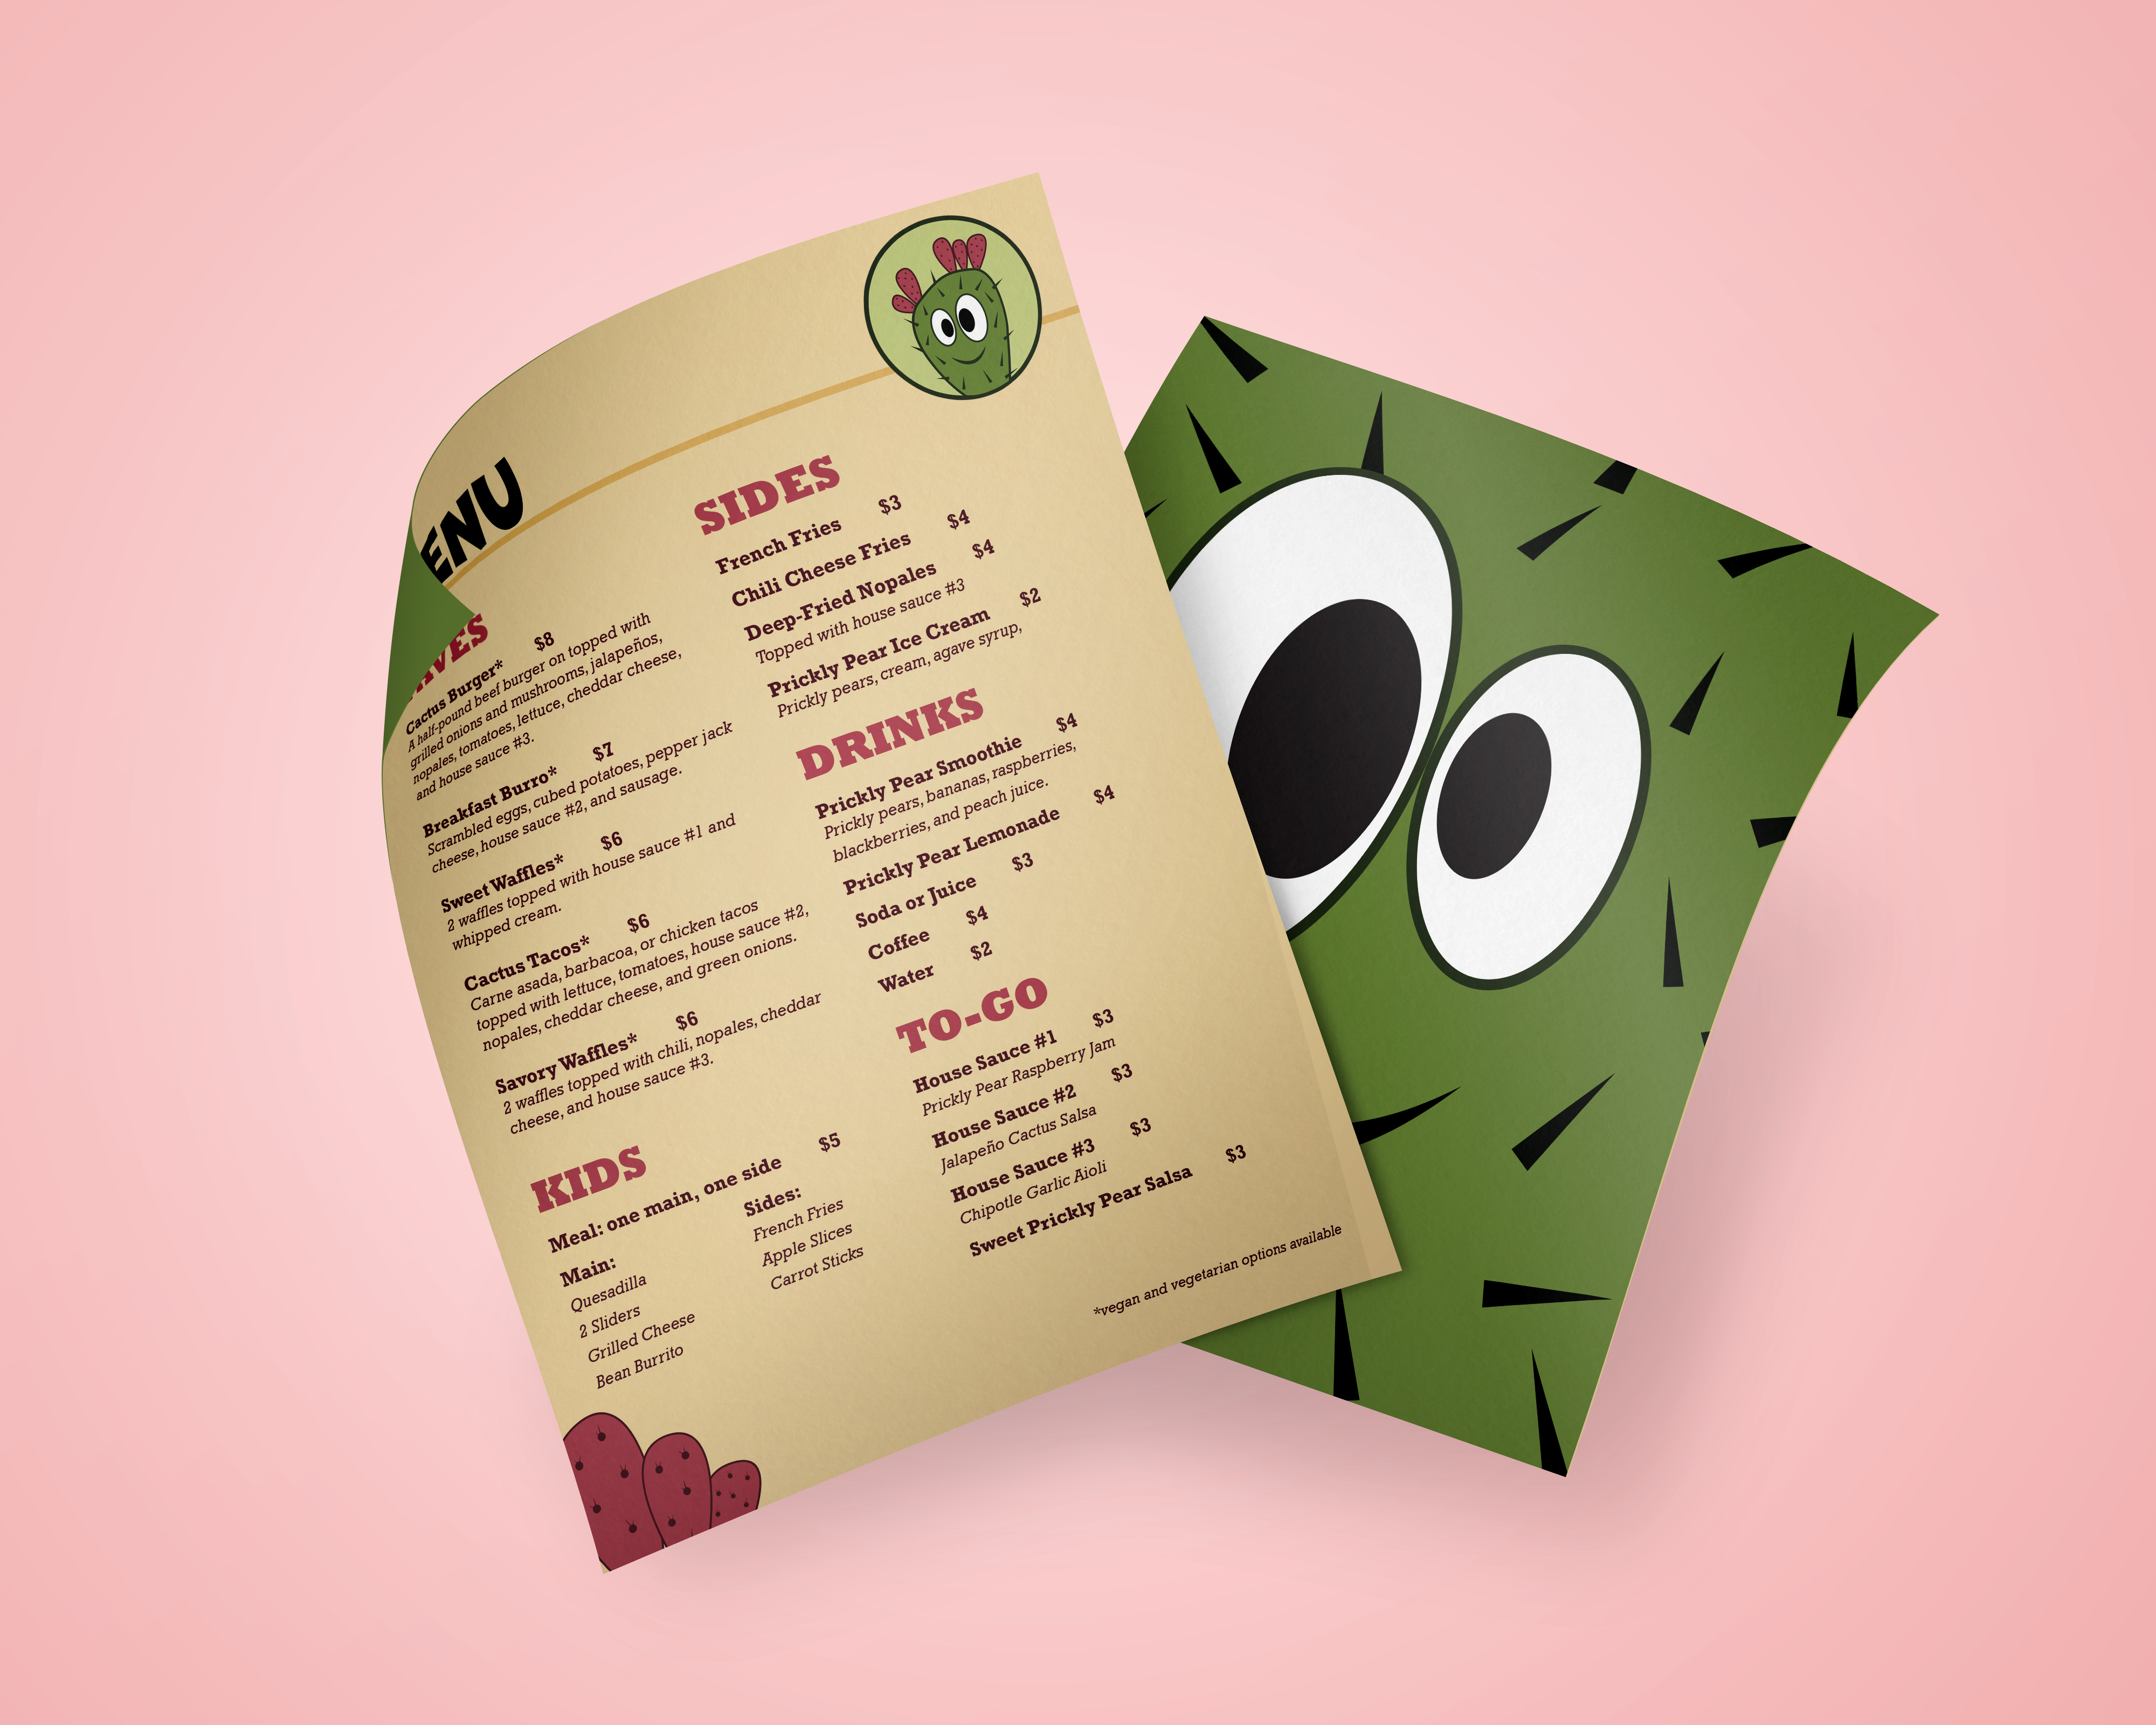 ENU
AVES
Cactus Burger* $8
A half-pound beef burger on topped with
grilled onions and mushrooms, jalapeños,
nopales, tomatoes, lettuce, cheddar cheese,
and house sauce #3.
Breakfast Burro* $7
Scrambled eggs, cubed potatoes, pepper jack
cheese, house sauce #2, and sausage.
Sweet Waffles* $6
2 waffles topped with house sauce #1 and
whipped cream.
Cactus Tacos* $6
Carne asada, barbacoa, or chicken tacos
topped with lettuce, tomatoes, house sauce #2,
nopales, cheddar cheese, and green onions.
Savory Waffles* $6
2 waffles topped with chili, nopales, cheddar
cheese, and house sauce #3.
KIDS
Meal: one main, one side $5
Main:
Quesadilla
2 Sliders
Grilled Cheese
Bean Burrito
Sides:
French Fries
Apple Slices
Carrot Sticks
SIDES
French Fries $3
Chili Cheese Fries $4
Deep-Fried Nopales $4
Topped with house sauce #3
Prickly Pear Ice Cream $2
Prickly pears, cream, agave syrup,
DRINKS
Prickly Pear Smoothie $4
Prickly pears, bananas, raspberries,
blackberries, and peach juice.
Prickly Pear Lemonade $4
Soda or Juice $3
Coffee $4
Water $2
TO-GO
House Sauce #1 $3
Prickly Pear Raspberry Jam
House Sauce #2 $3
Jalapeño Cactus Salsa
House Sauce #3 $3
Chipotle Garlic Aioli
Sweet Prickly Pear Salsa $3
*vegan and vegetarian options available